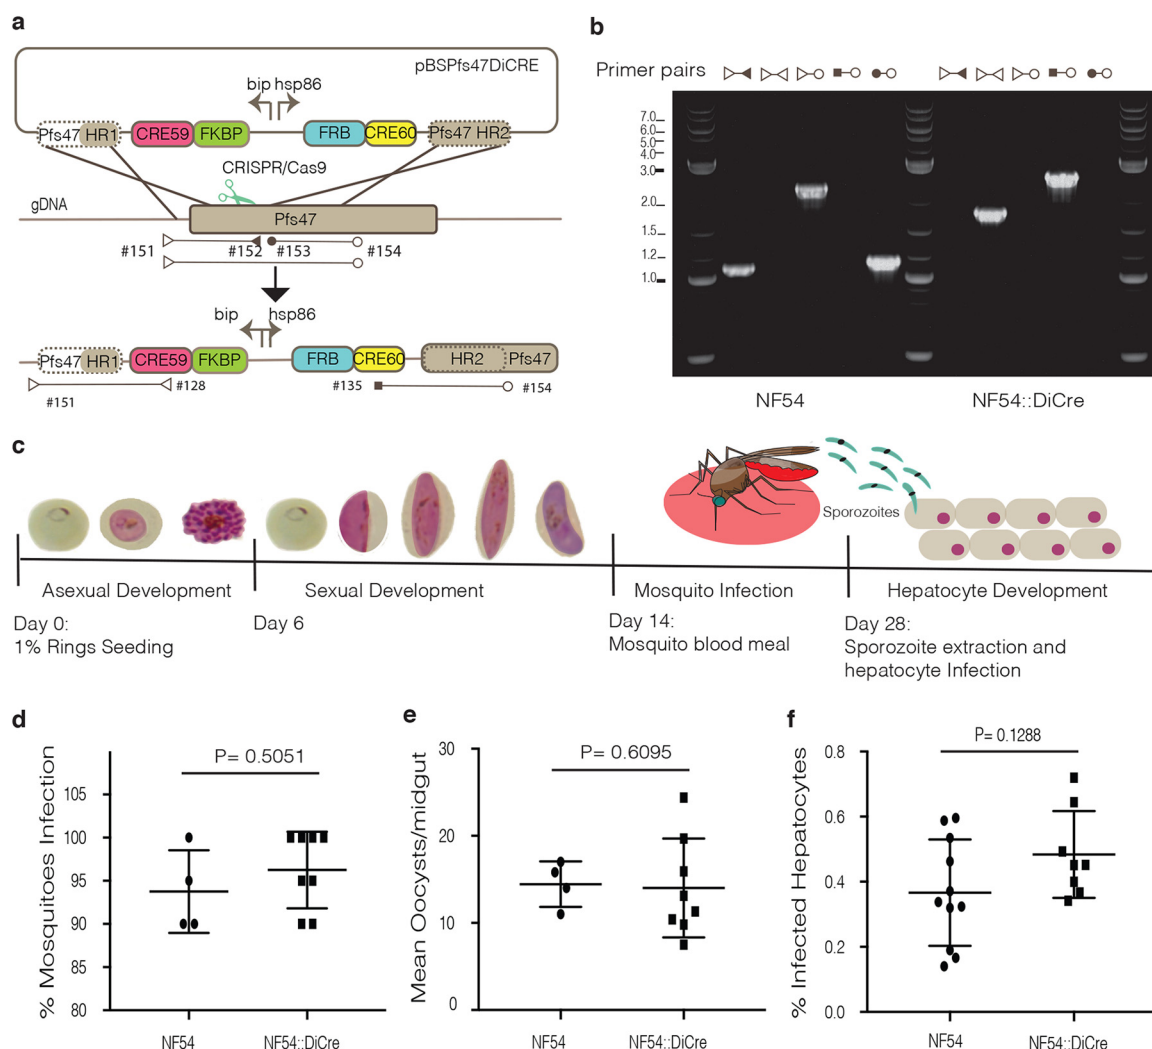 a
pBSPfs47DiCRE
bip hsp86
Pfs47 HR1 CRE59 FKBP FRB CRE60 Pfs47 HR2
CRISPR/Cas9
gDNA
Pfs47
#151 #152 #153 #154
bip hsp86
Pfs47 HR1 CRE59 FKBP FRB CRE60 HR2 Pfs47
#151 #128 #135 #154
b
Primer pairs
7.0
6.0
5.0
4.0
3.0
2.0
1.5
1.2
1.0
NF54 NF54::DiCre
c
Sporozoites
Asexual Development Sexual Development Mosquito Infection Hepatocyte Development
Day 0:
1% Rings Seeding
Day 6
Day 14:
Mosquito blood meal
Day 28:
Sporozoite extraction and
hepatocyte Infection
d
% Mosquitoes Infection
P= 0.5051
105
100
95
90
85
80
NF54 NF54::DiCre
e
Mean Oocysts/midgut
P= 0.6095
30
20
10
0
NF54 NF54::DiCre
f
% Infected Hepatocytes
P= 0.1288
0.8
0.6
0.4
0.2
0.0
NF54 NF54::DiCre